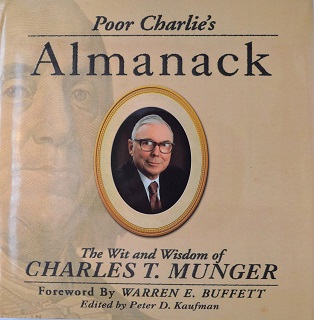 Poor Charlie's
Almanack
The Wit and Wisdom of
CHARLES T. MUNGER
Foreword By WARREN E. BUFFETT
Edited by Peter D. Kaufman